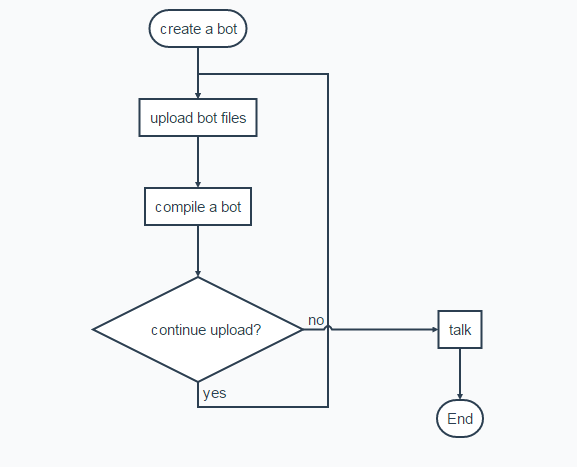 create a bot
upload bot files
compile a bot
continue upload?
no
talk
yes
End